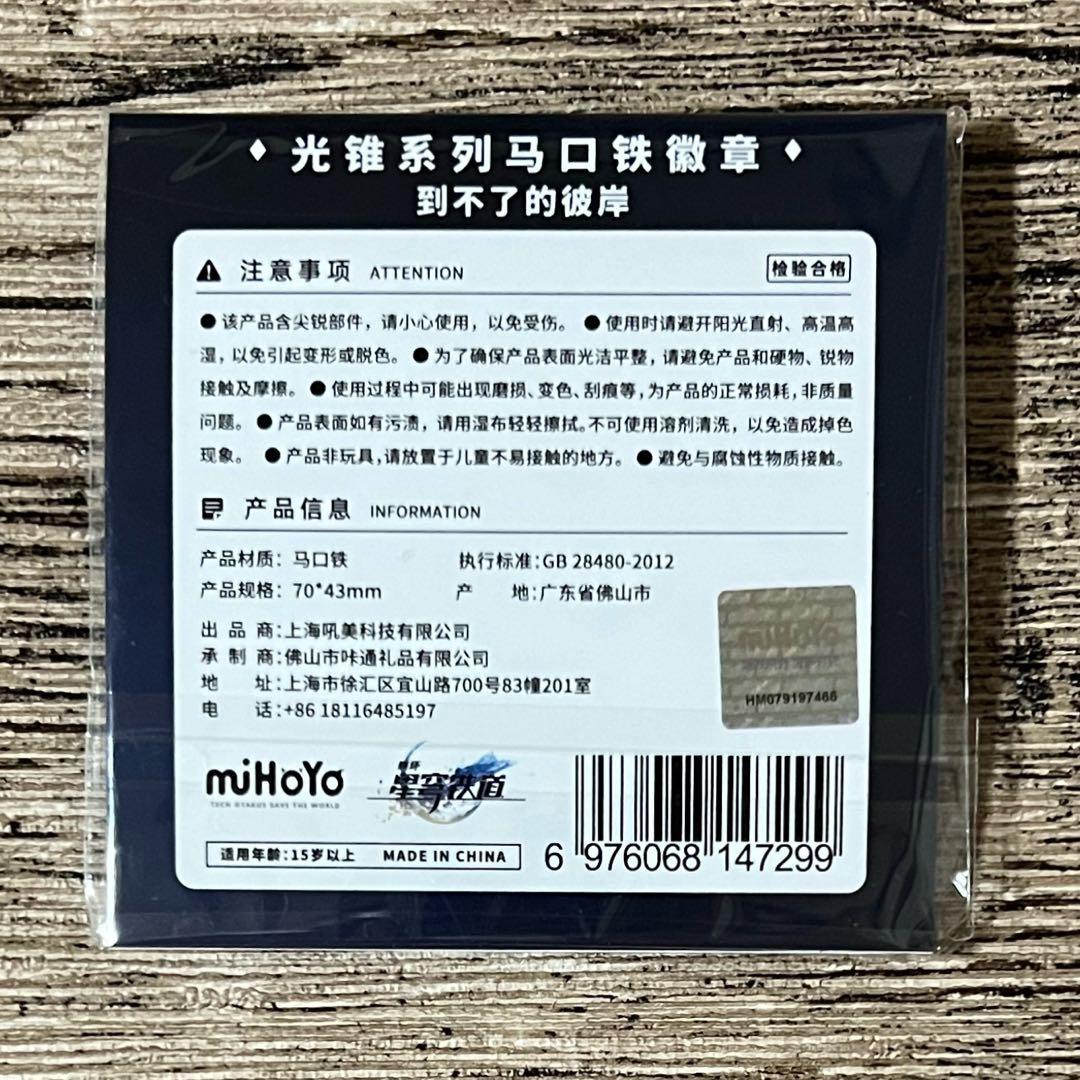 光锥系列马口铁徽章
到不了的彼岸
注意事项 ATTENTION 检验合格
●该产品含尖锐部件，请小心使用，以免受伤。 ●使用时请避开阳光直射、高温高
湿，以免引起变形或脱色。 ●为了确保产品表面光洁平整，请避免产品和硬物、锐物
接触及摩擦。 ●使用过程中可能出现磨损、变色、刮痕等，为产品的正常损耗，非质量
问题。 ●产品表面如有污渍，请用湿布轻轻擦拭。不可使用溶剂清洗，以免造成掉色
现象。 ●产品非玩具，请放置于儿童不易接触的地方。 ●避免与腐蚀性物质接触。
产品信息 INFORMATION
产品材质：马口铁 执行标准：GB 28480-2012
产品规格：70*43mm 产 地：广东省佛山市
出品商：上海吼美科技有限公司
承制商：佛山市咔通礼品有限公司
地 址：上海市徐汇区宜山路700号83幢201室
电 话：+86 18116485197
miHoYo
HM079197466
miHoYo
TECH OTAKUS SAVE THE WORLD
崩坏
星穹铁道
适用年龄：15岁以上 MADE IN CHINA
6 976068 147299